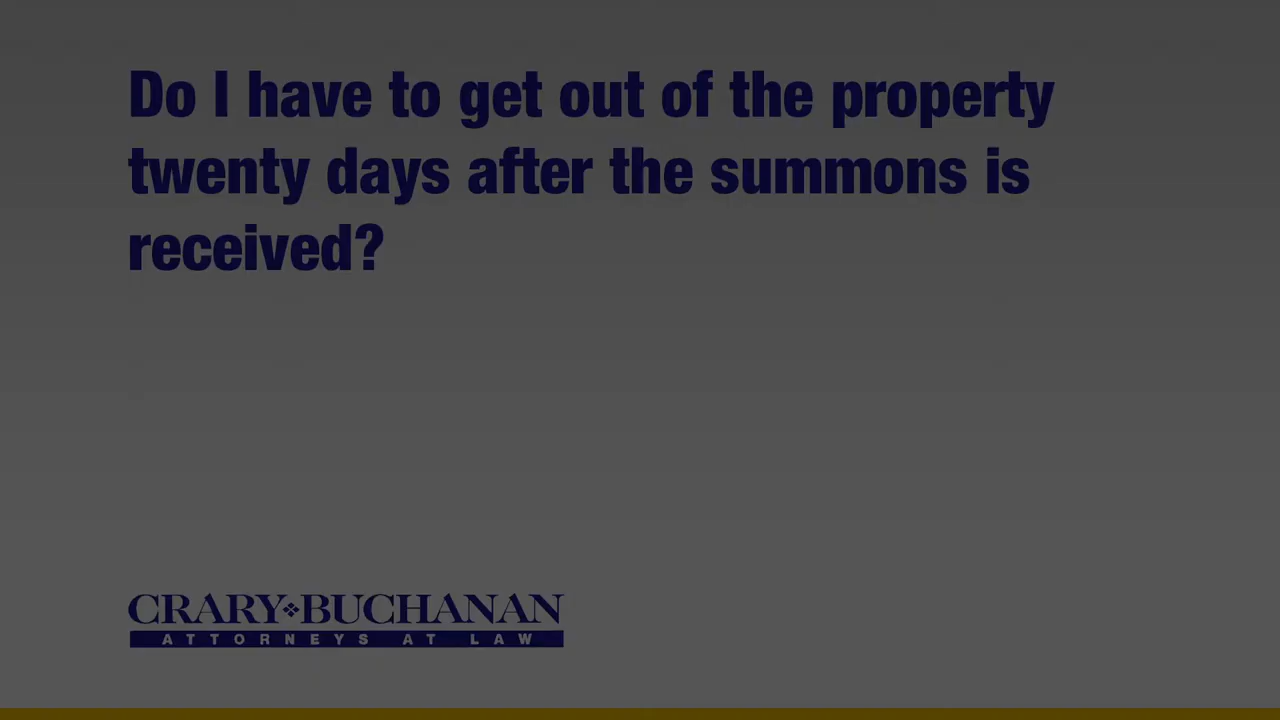 Do I have to get out of the property
twenty days after the summons is
received?
CRARY BUCHANAN
ATTORNEYS AT LAW